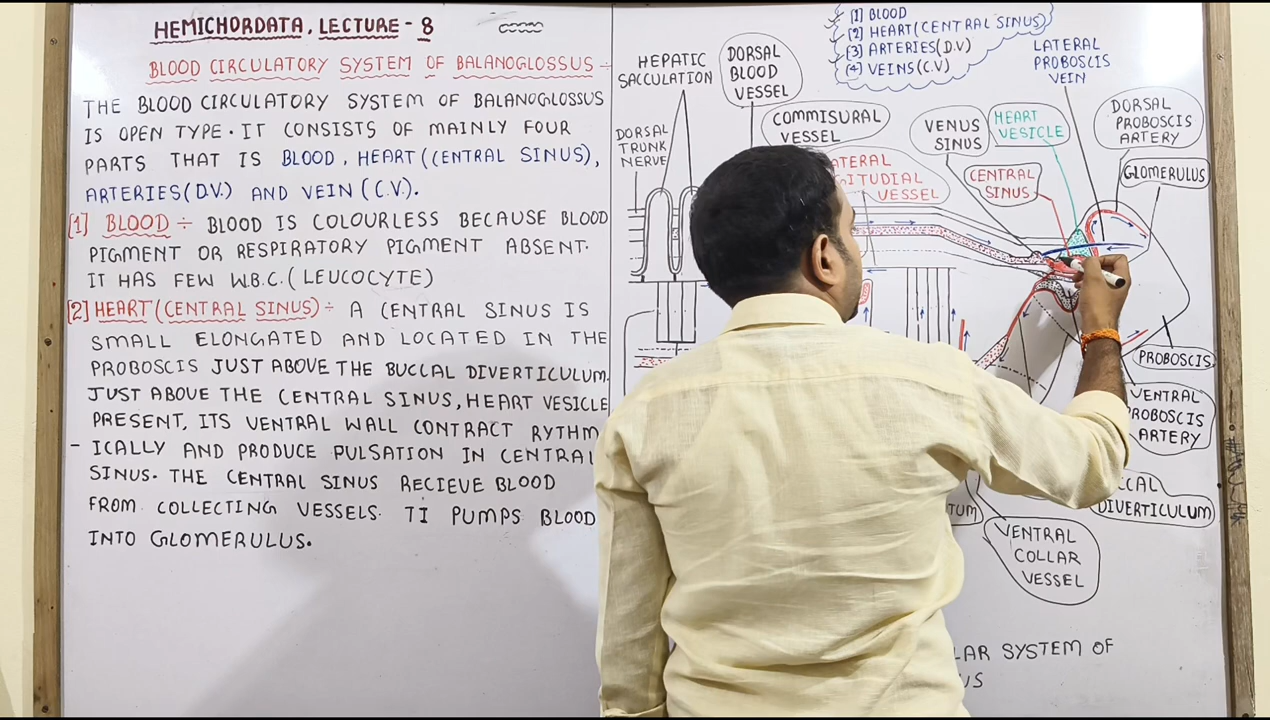 HEMICHORDATA, LECTURE - 8
BLOOD CIRCULATORY SYSTEM OF BALANOGLOSSUS ÷
THE BLOOD CIRCULATORY SYSTEM OF BALANOGLOSSUS
IS OPEN TYPE. IT CONSISTS OF MAINLY FOUR
PARTS THAT IS BLOOD, HEART (CENTRAL SINUS),
ARTERIES(D.V.) AND VEIN (C.V.).
[1] BLOOD ÷ BLOOD IS COLOURLESS BECAUSE BLOOD
PIGMENT OR RESPIRATORY PIGMENT ABSENT.
IT HAS FEW W.B.C. (LEUCOCYTE)
[2] HEART (CENTRAL SINUS) ÷ A CENTRAL SINUS IS
SMALL ELONGATED AND LOCATED IN THE
PROBOSCIS JUST ABOVE THE BUCCAL DIVERTICULUM.
JUST ABOVE THE CENTRAL SINUS, HEART VESICLE
PRESENT, ITS VENTRAL WALL CONTRACT RYTHM
- ICALLY AND PRODUCE PULSATION IN CENTRAL
SINUS. THE CENTRAL SINUS RECIEVE BLOOD
FROM COLLECTING VESSELS. TI PUMPS BLOOD
INTO GLOMERULUS.
[1] BLOOD
[2] HEART (CENTRAL SINUS)
[3] ARTERIES (D.V)
[4] VEINS (C.V)
HEPATIC
SACCULATION
DORSAL
BLOOD
VESSEL
LATERAL
PROBOSCIS
VEIN
DORSAL
TRUNK
NERVE
COMMISURAL
VESSEL
VENUS
SINUS
HEART
VESICLE
DORSAL
PROBOSCIS
ARTERY
LATERAL
VESSEL
CENTRAL
SINUS
GLOMERULUS
PROBOSCIS
VENTRAL
PROBOSCIS
ARTERY
DIVERTICULUM
VENTRAL
COLLAR
VESSEL
SYSTEM OF